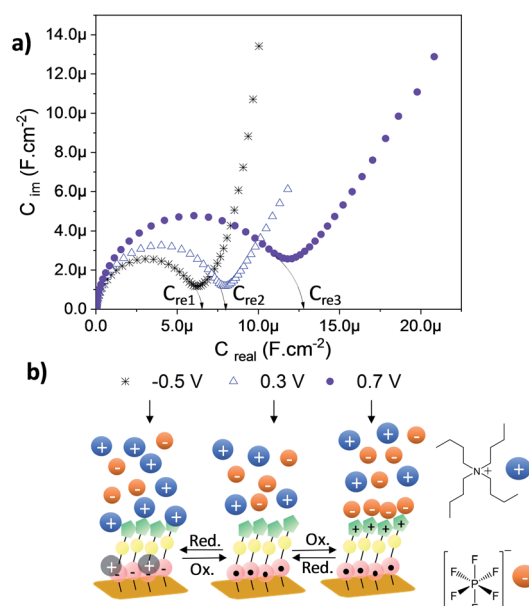 a)
14.0µ
12.0µ
10.0µ
8.0µ
6.0µ
4.0µ
2.0µ
0.0
C im (F.cm-2)
Cre1 Cre2 Cre3
0.0 5.0µ 10.0µ 15.0µ 20.0µ
C real (F.cm-2)
-0.5 V 0.3 V 0.7 V
b)
Red. Ox.
Ox. Red.
N+
F
F F
P
F F
F